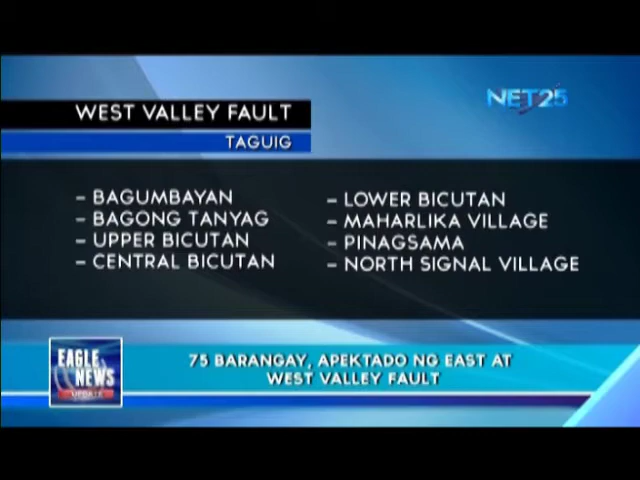 WEST VALLEY FAULT
NET25
TAGUIG
– BAGUMBAYAN
– BAGONG TANYAG
– UPPER BICUTAN
– CENTRAL BICUTAN
– LOWER BICUTAN
– MAHARLIKA VILLAGE
– PINAGSAMA
– NORTH SIGNAL VILLAGE
EAGLE
NEWS
UPDATE
75 BARANGAY, APEKTADO NG EAST AT
WEST VALLEY FAULT